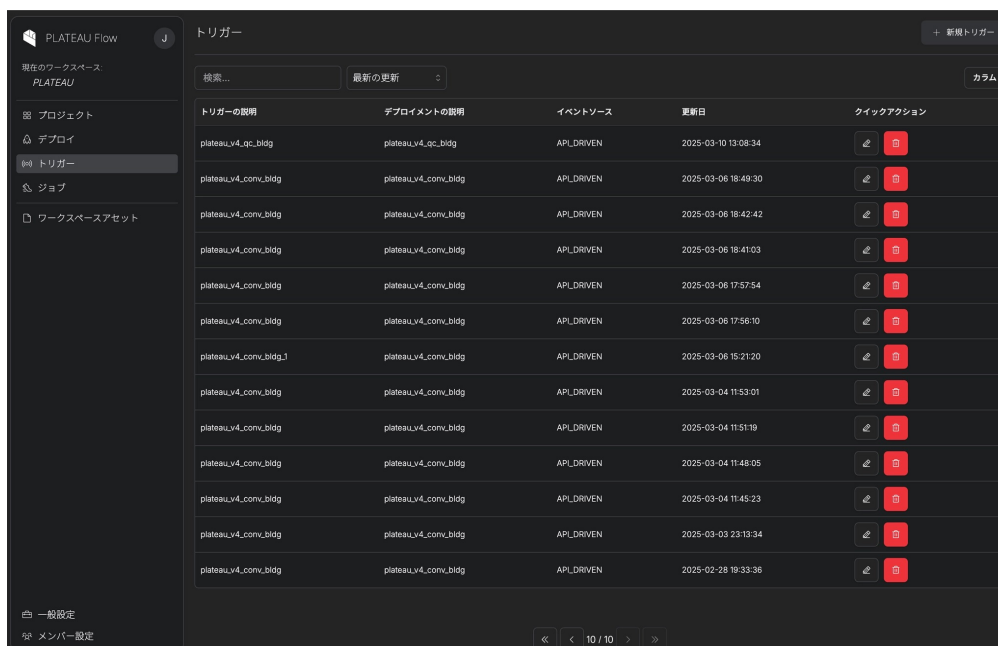 PLATEAU Flow
J
現在のワークスペース:
PLATEAU
プロジェクト
デプロイ
トリガー
ジョブ
ワークスペースアセット
一般設定
メンバー設定
トリガー
+ 新規トリガー
検索...
最新の更新
カラム
トリガーの説明 デプロイメントの説明 イベントソース 更新日 クイックアクション
plateau_v4_qc_bldg plateau_v4_qc_bldg API_DRIVEN 2025-03-10 13:08:34
plateau_v4_conv_bldg plateau_v4_conv_bldg API_DRIVEN 2025-03-06 18:49:30
plateau_v4_conv_bldg plateau_v4_conv_bldg API_DRIVEN 2025-03-06 18:42:42
plateau_v4_conv_bldg plateau_v4_conv_bldg API_DRIVEN 2025-03-06 18:41:03
plateau_v4_conv_bldg plateau_v4_conv_bldg API_DRIVEN 2025-03-06 17:57:54
plateau_v4_conv_bldg plateau_v4_conv_bldg API_DRIVEN 2025-03-06 17:56:10
plateau_v4_conv_bldg_1 plateau_v4_conv_bldg API_DRIVEN 2025-03-06 15:21:20
plateau_v4_conv_bldg plateau_v4_conv_bldg API_DRIVEN 2025-03-04 11:53:01
plateau_v4_conv_bldg plateau_v4_conv_bldg API_DRIVEN 2025-03-04 11:51:19
plateau_v4_conv_bldg plateau_v4_conv_bldg API_DRIVEN 2025-03-04 11:48:05
plateau_v4_conv_bldg plateau_v4_conv_bldg API_DRIVEN 2025-03-04 11:45:23
plateau_v4_conv_bldg plateau_v4_conv_bldg API_DRIVEN 2025-03-03 23:13:34
plateau_v4_conv_bldg plateau_v4_conv_bldg API_DRIVEN 2025-02-28 19:33:36
« < 10 / 10 > »